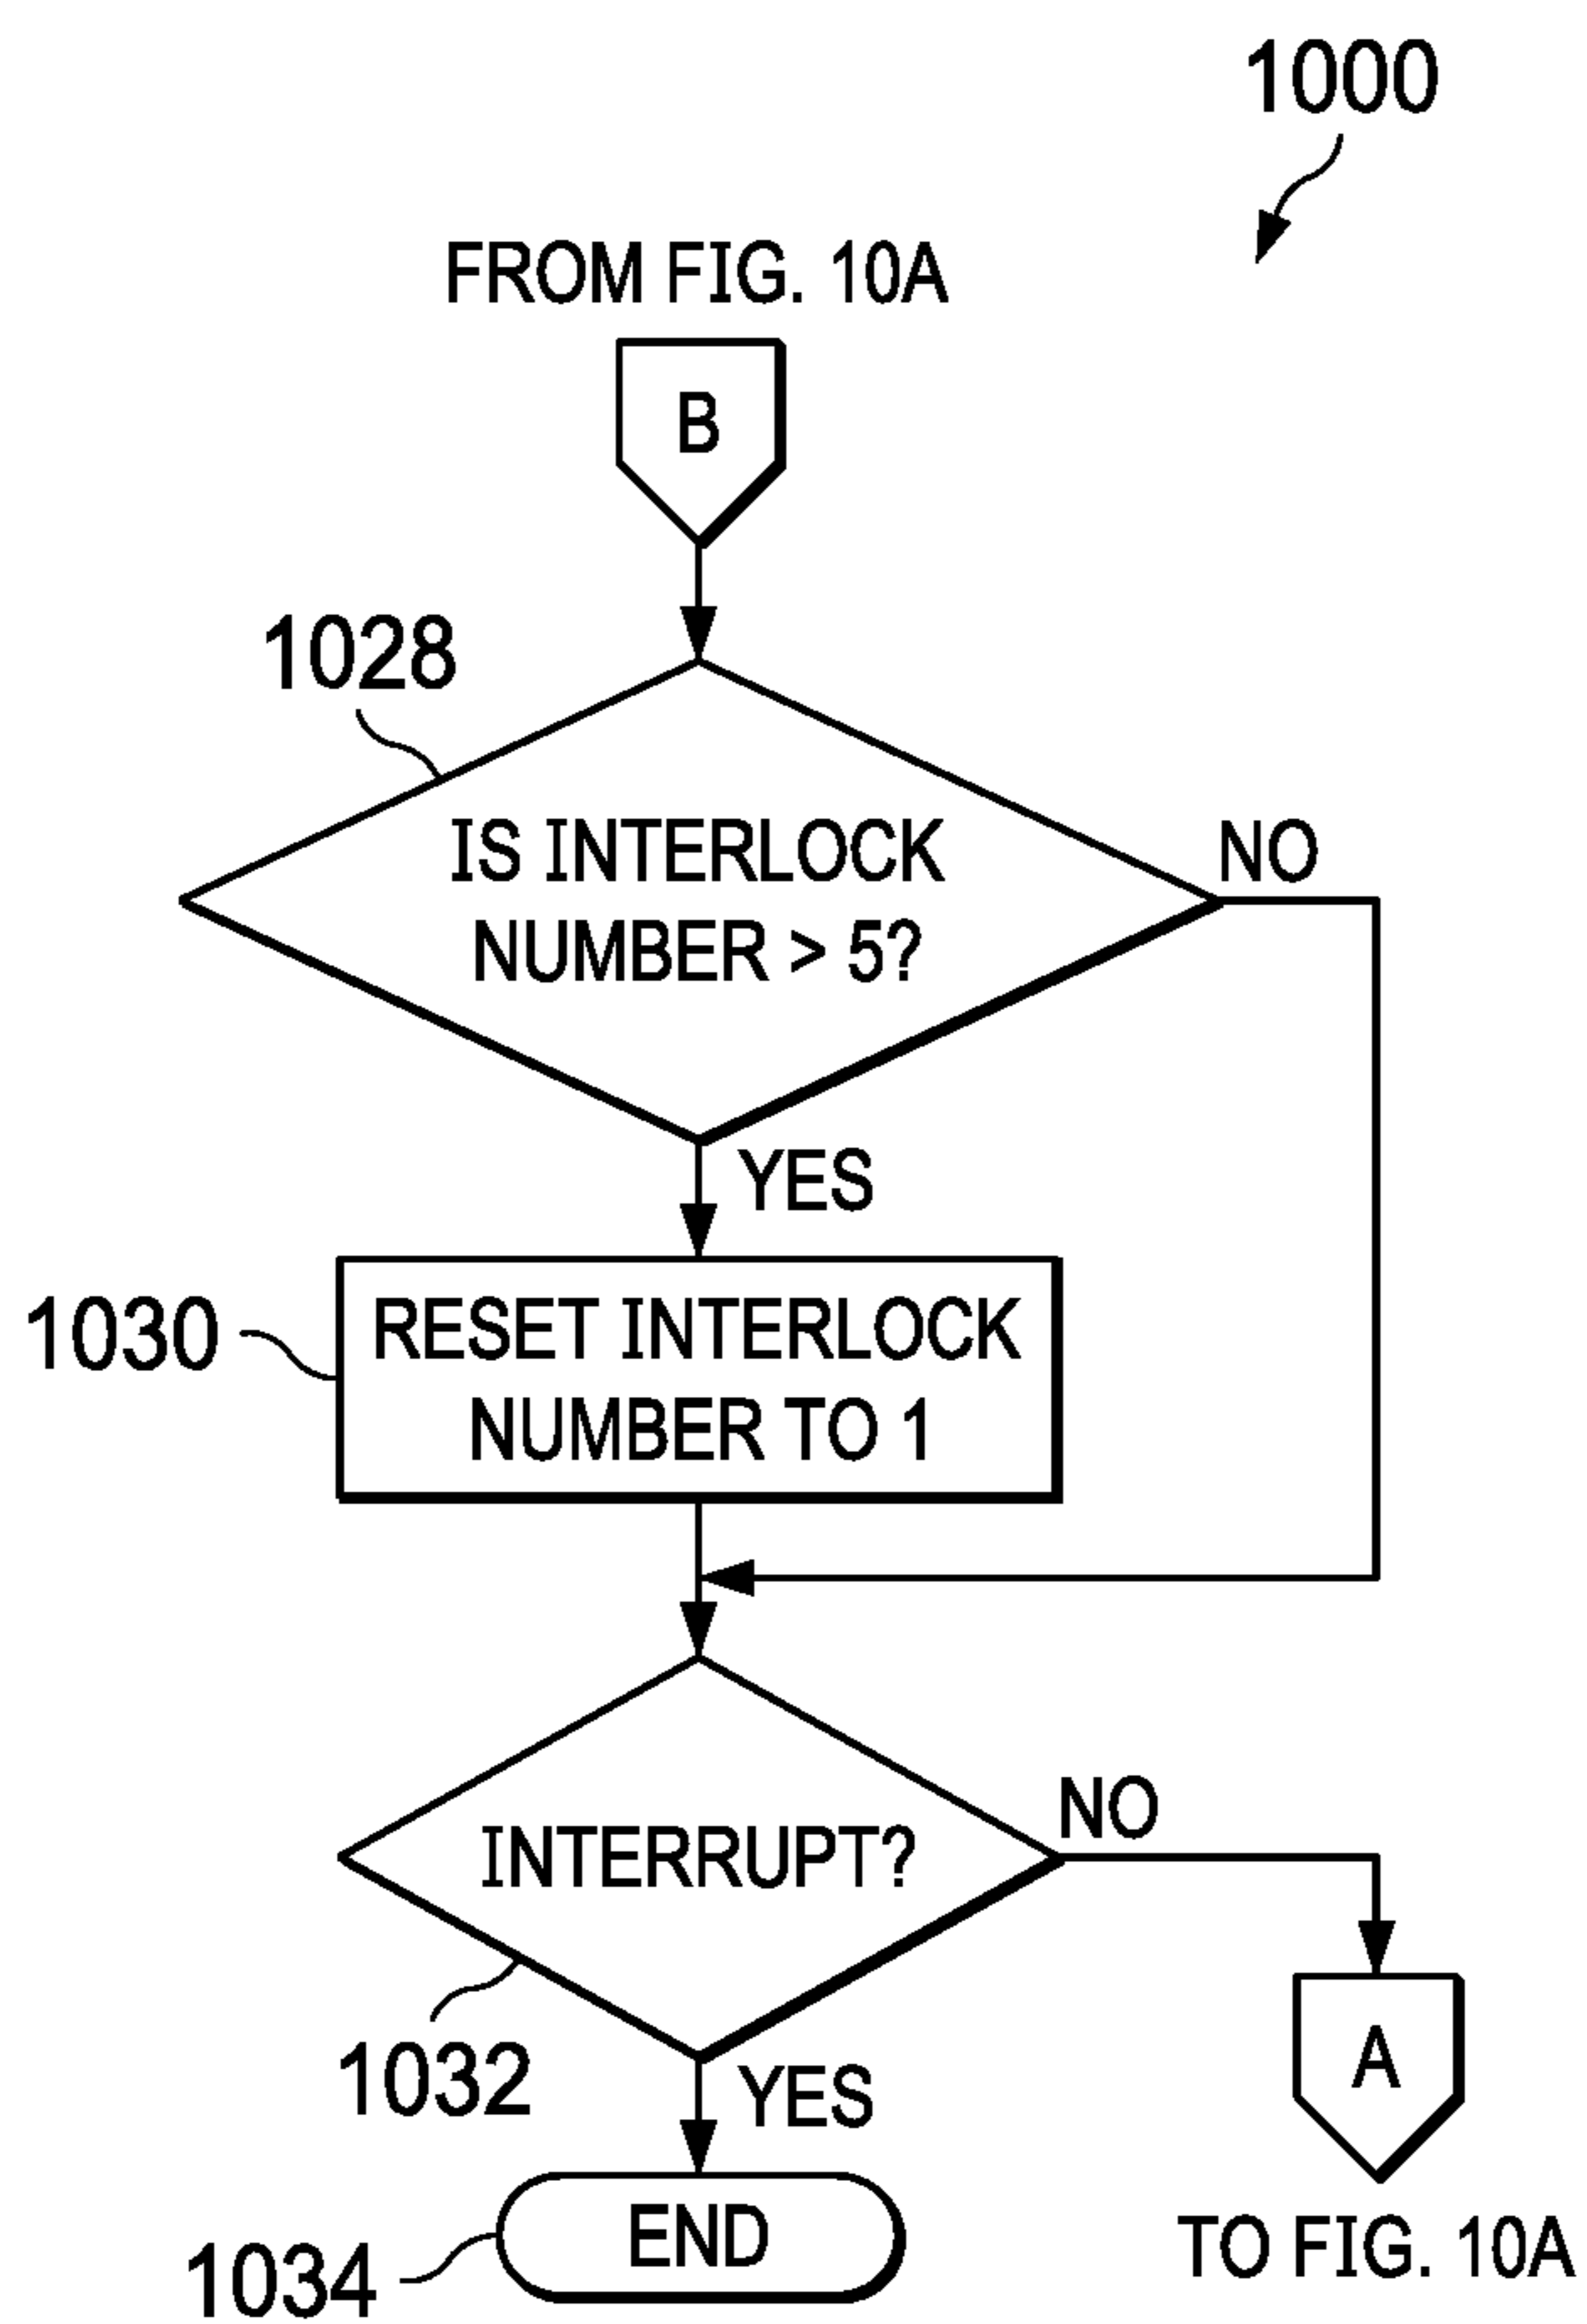 1000
FROM FIG. 10A
B
1028
IS INTERLOCK
NUMBER > 5?
NO
YES
1030
RESET INTERLOCK
NUMBER TO 1
INTERRUPT?
NO
1032
YES
A
END
1034
TO FIG. 10A